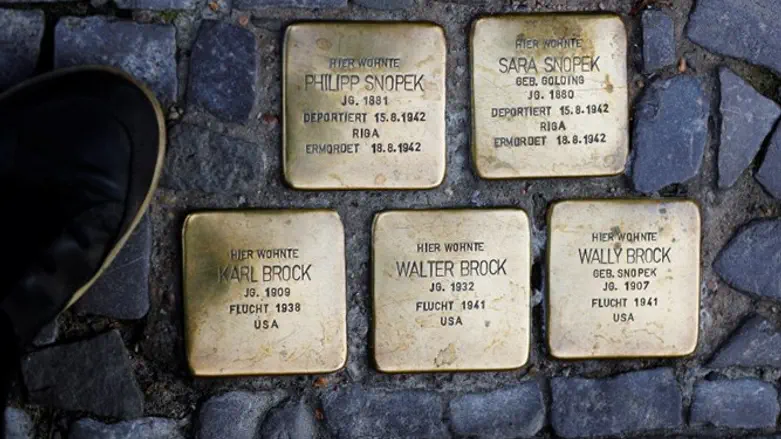 HIER WOHNTE
PHILIPP SNOPEK
JG. 1881
DEPORTIERT 15.8.1942
RIGA
ERMORDET 18.8.1942
HIER WOHNTE
SARA SNOPEK
GEB. GOLDING
JG. 1880
DEPORTIERT 15.8.1942
RIGA
ERMORDET 18.8.1942
HIER WOHNTE
KARL BROCK
JG. 1909
FLUCHT 1938
USA
HIER WOHNTE
WALTER BROCK
JG. 1932
FLUCHT 1941
USA
HIER WOHNTE
WALLY BROCK
GEB. SNOPEK
JG. 1907
FLUCHT 1941
USA